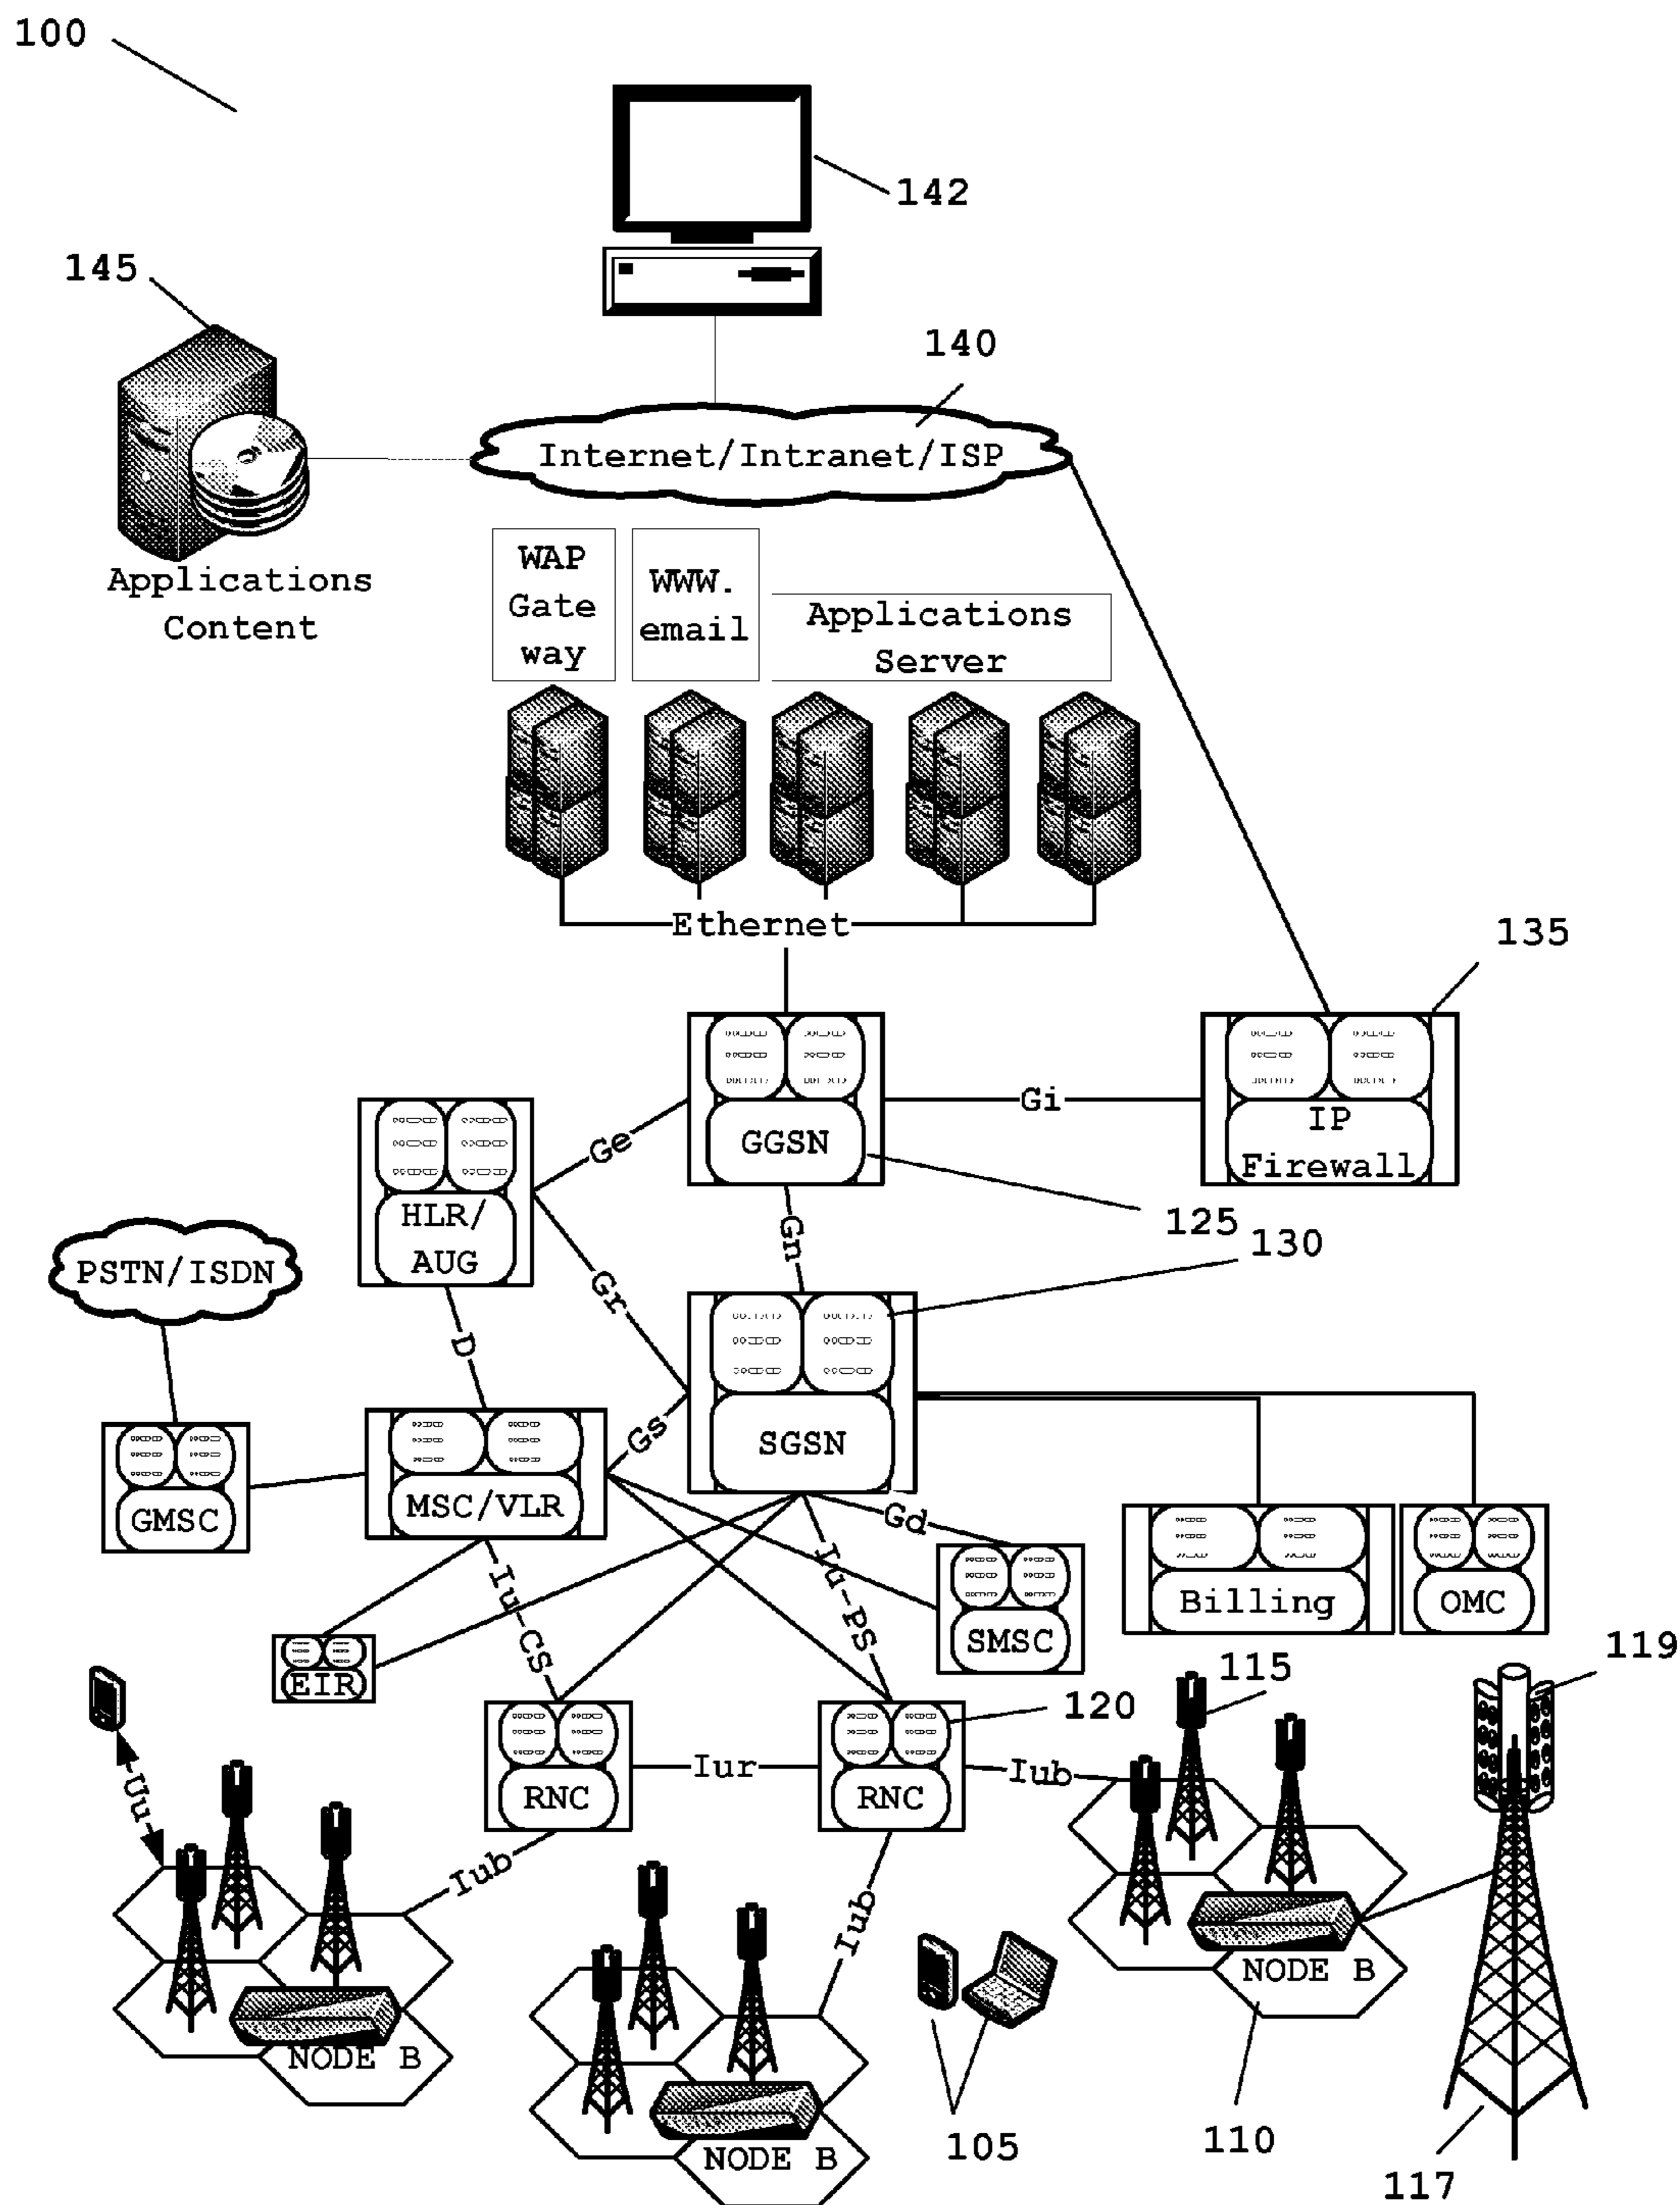 100
142
145
140
Internet/Intranet/ISP
Applications
Content
WAP
Gate
way
WWW.
email
Applications
Server
Ethernet
135
Ge
GGSN
Gi
IP
Firewall
HLR/
AUG
125
130
Gn
PSTN/ISDN
Gr
D
Gs
SGSN
GMSC
MSC/VLR
Gd
Iu-CS
Iu-PS
SMSC
Billing
OMC
EIR
115
119
120
Uu
RNC
Iur
RNC
Iub
Iub
Iub
NODE B
NODE B
NODE B
105
110
117